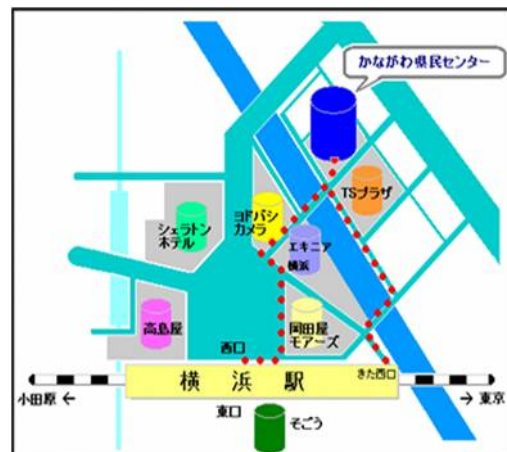 かながわ県民センター
TSプラザ
ヨドバシ
カメラ
シェラトン
ホテル
エキニア
横浜
高島屋
岡田屋
モアーズ
西口
きた西口
横浜駅
小田原 ←
→ 東京
東口
そごう